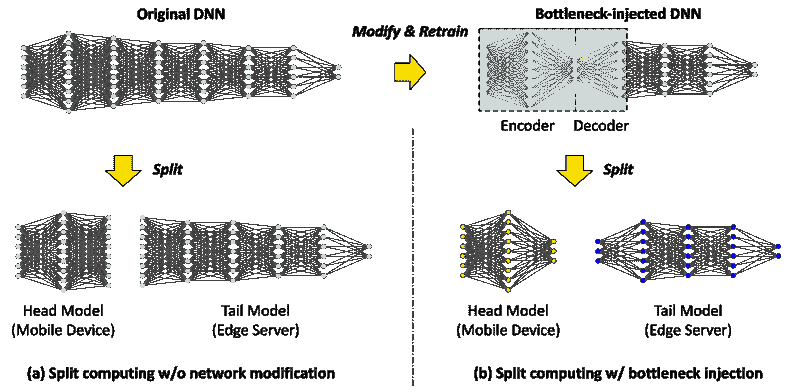 Original DNN
Modify & Retrain
Bottleneck-injected DNN
Encoder
Decoder
Split
Split
Head Model
(Mobile Device)
Tail Model
(Edge Server)
Head Model
(Mobile Device)
Tail Model
(Edge Server)
(a) Split computing w/o network modification
(b) Split computing w/ bottleneck injection